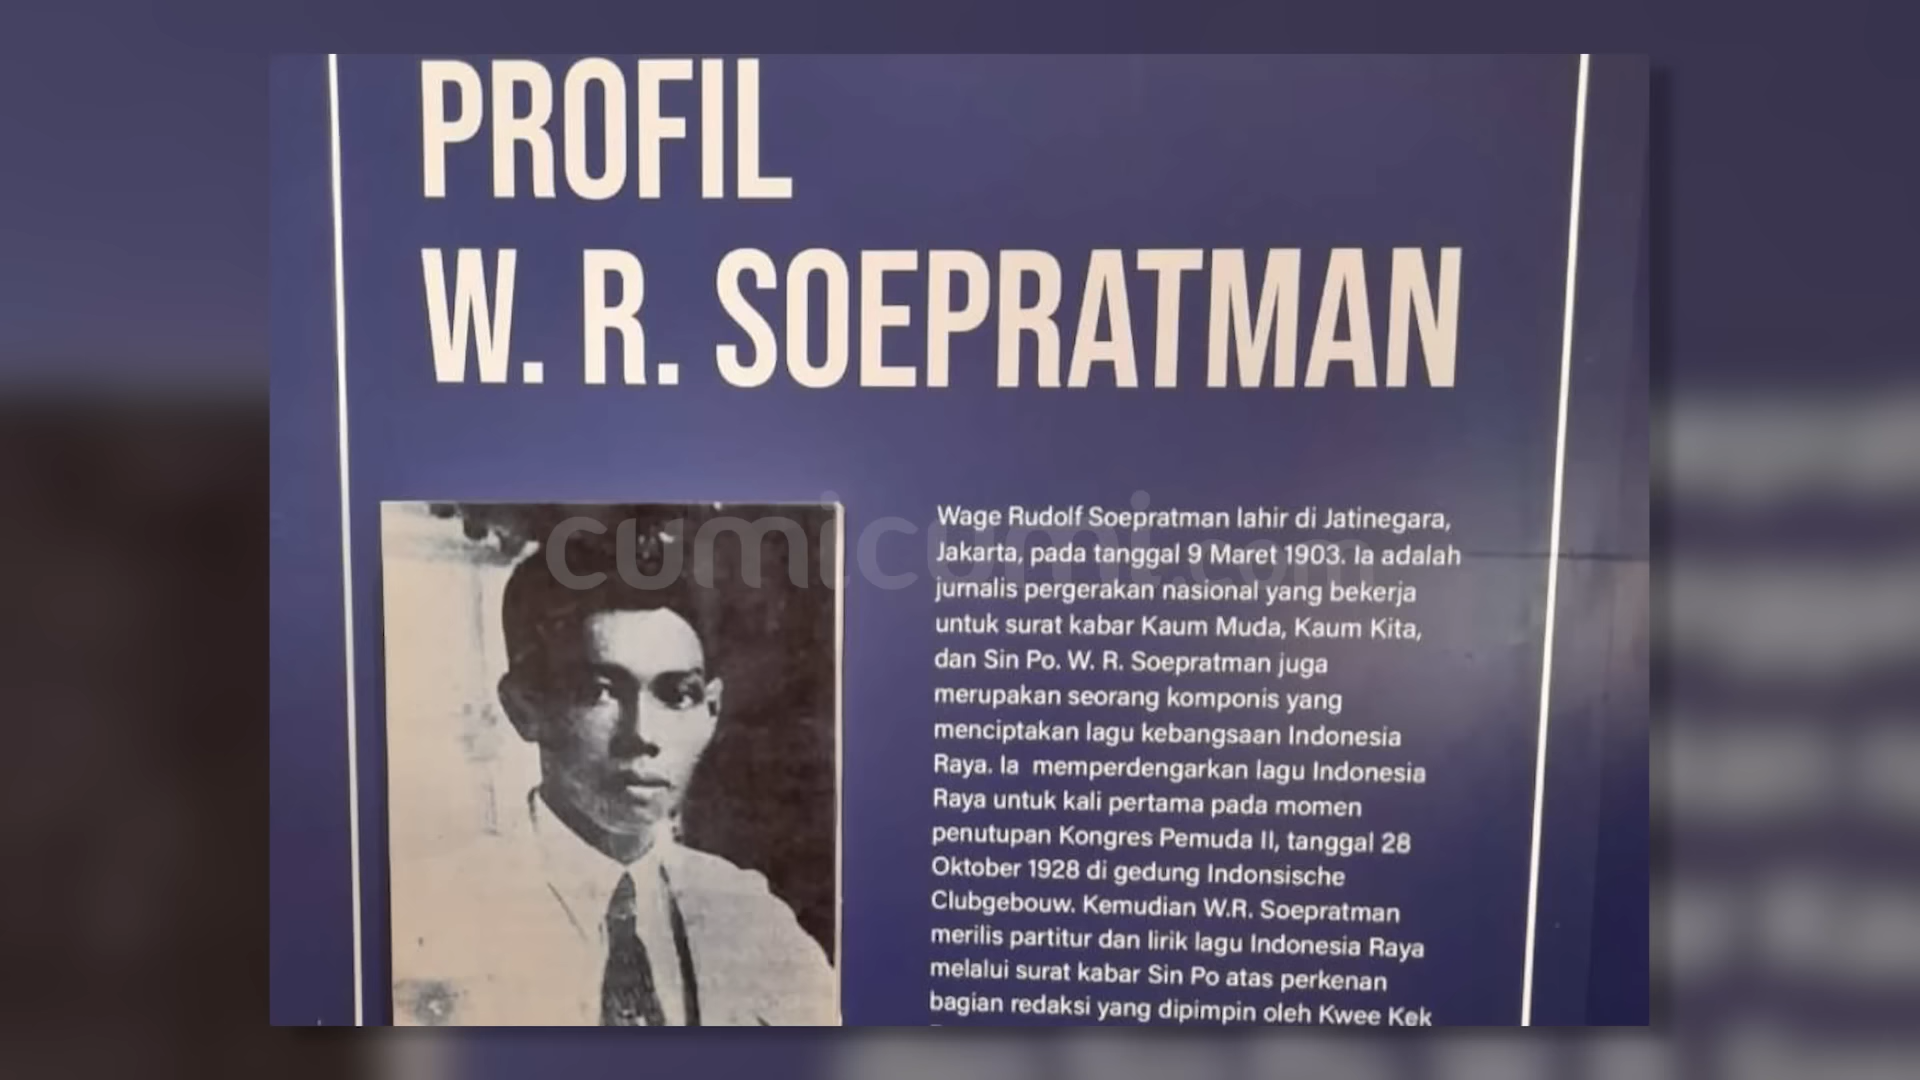 PROFIL
W. R. SOEPRATMAN
cumicumi.com
Wage Rudolf Soepratman lahir di Jatinegara,
Jakarta, pada tanggal 9 Maret 1903. Ia adalah
jurnalis pergerakan nasional yang bekerja
untuk surat kabar Kaum Muda, Kaum Kita,
dan Sin Po. W. R. Soepratman juga
merupakan seorang komponis yang
menciptakan lagu kebangsaan Indonesia
Raya. Ia memperdengarkan lagu Indonesia
Raya untuk kali pertama pada momen
penutupan Kongres Pemuda II, tanggal 28
Oktober 1928 di gedung Indonsische
Clubgebouw. Kemudian W.R. Soepratman
merilis partitur dan lirik lagu Indonesia Raya
melalui surat kabar Sin Po atas perkenan
bagian redaksi yang dipimpin oleh Kwee Kek